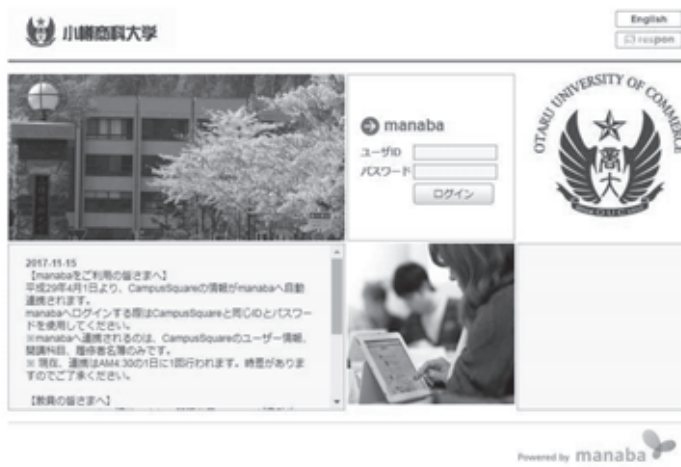 小樽商科大学
English
respon
manaba
ユーザID
パスワード
ログイン
OTARU UNIVERSITY OF COMMERCE
商大
O·U·C
2017-11-15
【manabaをご利用の皆さまへ】
平成29年4月1日より、CampusSquareの情報がmanabaへ自動
連携されます。
manabaへログインする際はCampusSquareと同じIDとパスワー
ドを使用してください。
※manabaへ連携されるのは、CampusSquareのユーザー情報、
開講科目、履修者名簿のみです。
※ 現在、連携はAM4:30の1日に1回行われます。時差がありま
すのでご了承ください。
【教員の皆さまへ】
Powered by manaba